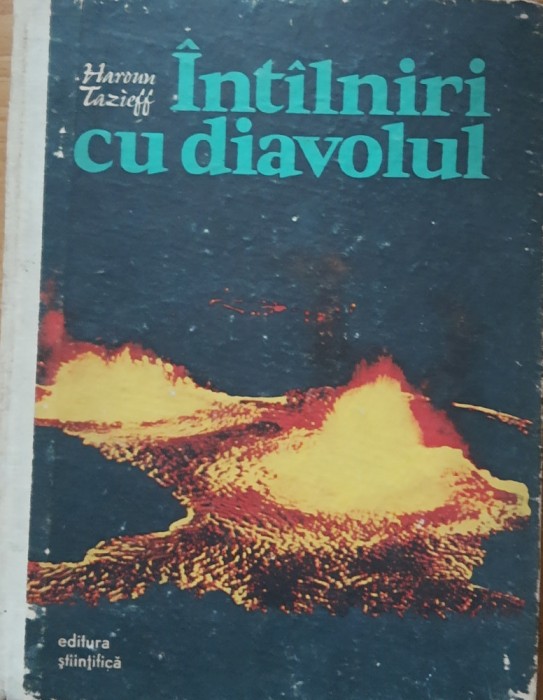 Haroun
Tazieff
Întîlniri
cu diavolul
editura
științifică